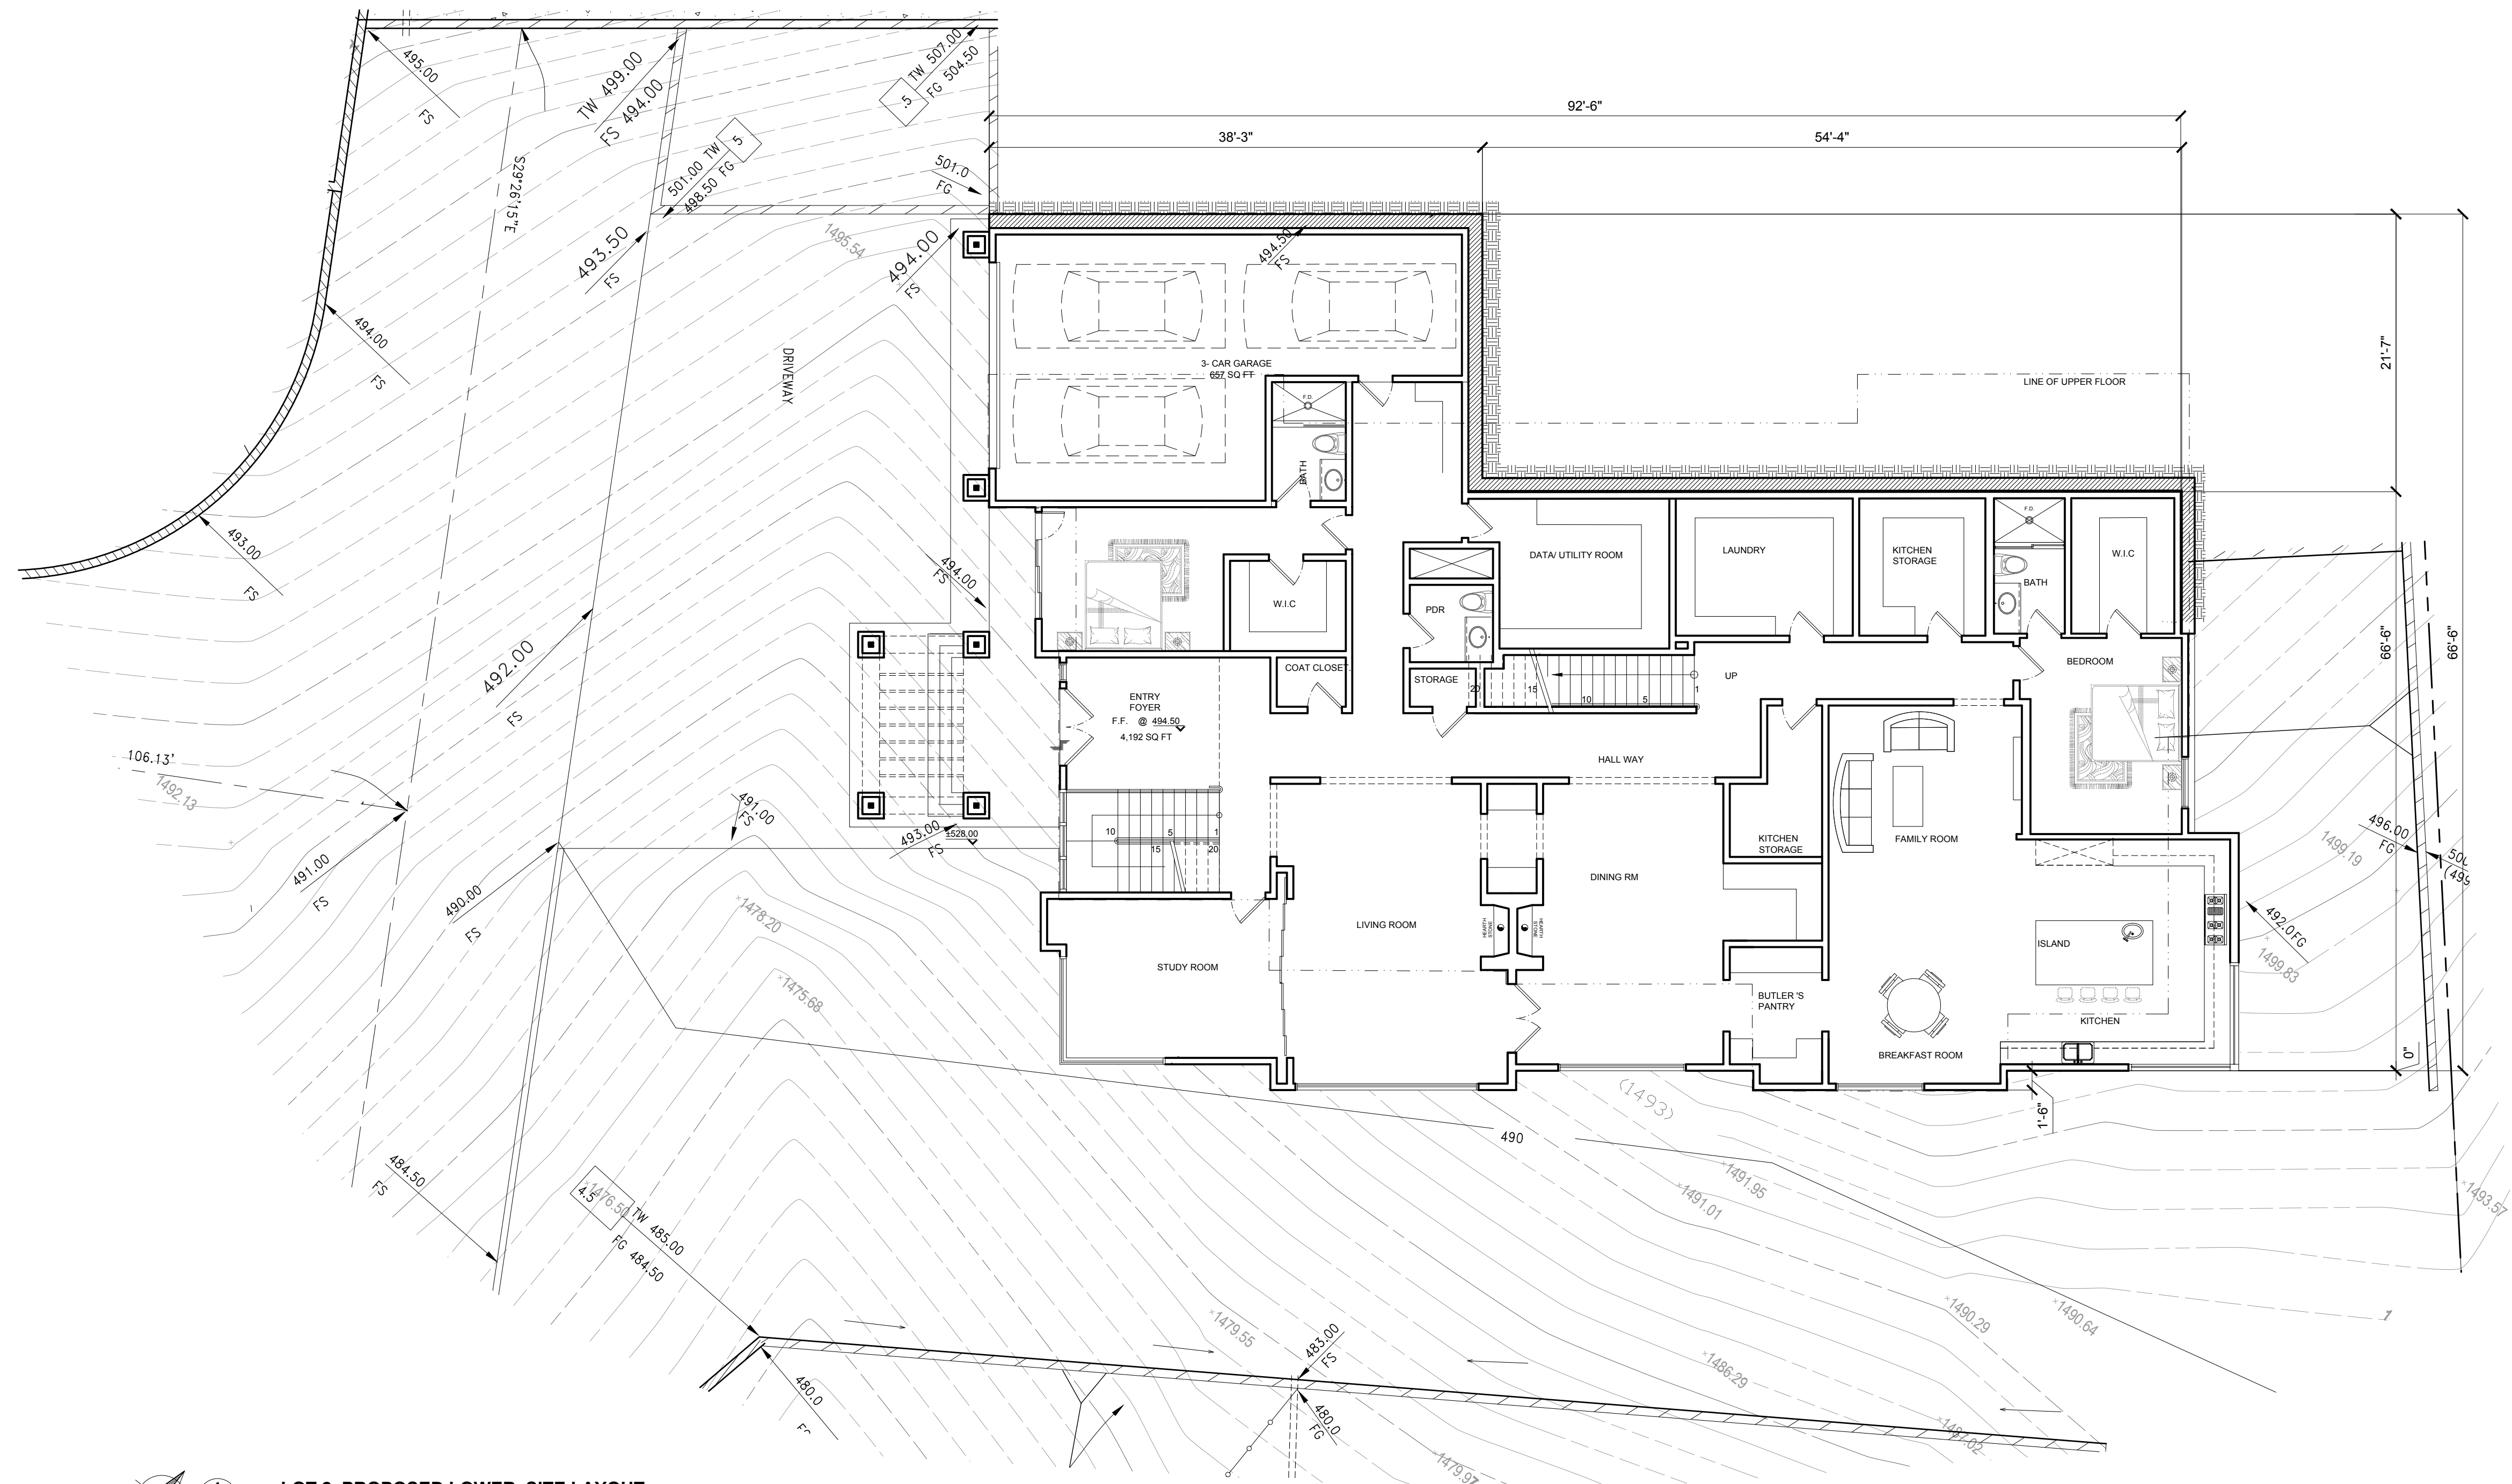 495.00
FS
S29°26'15"E
TW 499.00
FS 494.00
TW 507.00
FG 504.50
.5
5
501.00 TW
498.50 FG
501.0
FG
92'-6"
38'-3"
54'-4"
493.50
FS
1495.54
494.00
FS
494.50
FS
494.00
FS
DRIVEWAY
3- CAR GARAGE
657 SQ FT
F.D.
BATH
LINE OF UPPER FLOOR
21'-7"
66'-6"
66'-6"
493.00
FS
494.00
FS
492.00
FS
W.I.C
COAT CLOSET
PDR
STORAGE
DATA/ UTILITY ROOM
LAUNDRY
KITCHEN
STORAGE
F.D.
BATH
W.I.C
BEDROOM
20
15
10
5
1
UP
ENTRY
FOYER
F.F. @ 494.50
4,192 SQ FT
HALL WAY
106.13'
1492.13
491.00
FS
490.00
FS
491.00
FS
493.00
FS
±528.00
10
5
1
15
20
KITCHEN
STORAGE
FAMILY ROOM
DINING RM
LIVING ROOM
HEARTH
STONE
HEARTH
STONE
STUDY ROOM
BUTLER 'S
PANTRY
ISLAND
KITCHEN
BREAKFAST ROOM
496.00
FG
1499.19
492.0FG
1499.83
0"
1'-6"
1478.20
1475.68
(1493)
490
484.50
FS
1476.50
4.5
TW 485.00
FG 484.50
1491.95
1491.01
1493.57
1479.55
483.00
FS
480.0
480.0
FG
1490.29
1490.64
1486.29
1